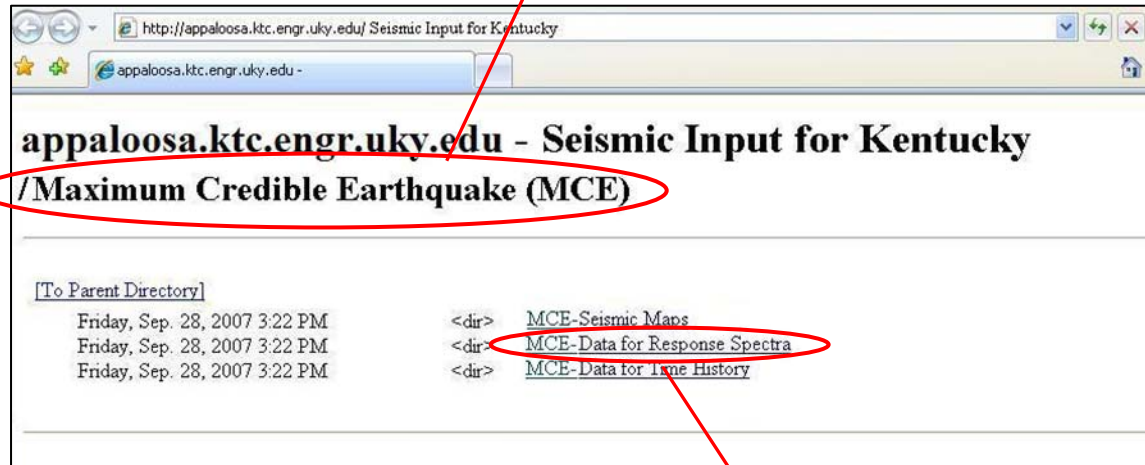 http://appaloosa.ktc.engr.uky.edu/ Seismic Input for Kentucky
appaloosa.ktc.engr.uky.edu -
appaloosa.ktc.engr.uky.edu - Seismic Input for Kentucky
/Maximum Credible Earthquake (MCE)
[To Parent Directory]
Friday, Sep. 28, 2007 3:22 PM <dir> MCE-Seismic Maps
Friday, Sep. 28, 2007 3:22 PM <dir> MCE-Data for Response Spectra
Friday, Sep. 28, 2007 3:22 PM <dir> MCE-Data for Time History